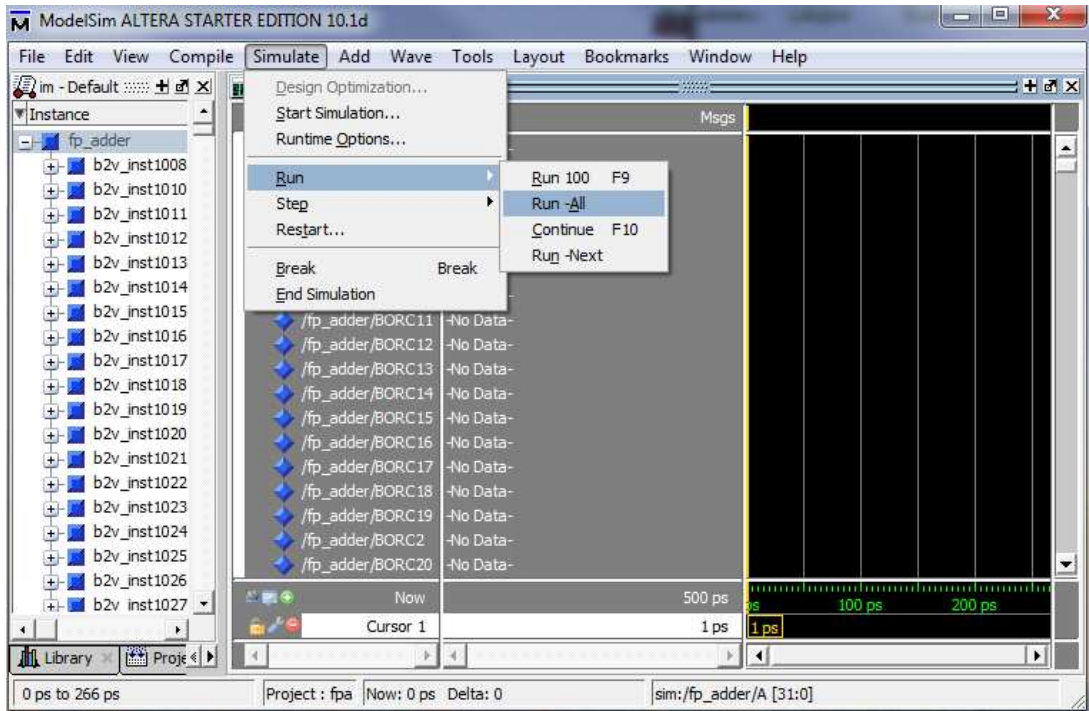 ModelSim ALTERA STARTER EDITION 10.1d
File Edit View Compile Simulate Add Wave Tools Layout Bookmarks Window Help
im - Default
Instance
fp_adder
b2v_inst1008
b2v_inst1010
b2v_inst1011
b2v_inst1012
b2v_inst1013
b2v_inst1014
b2v_inst1015
b2v_inst1016
b2v_inst1017
b2v_inst1018
b2v_inst1019
b2v_inst1020
b2v_inst1021
b2v_inst1022
b2v_inst1023
b2v_inst1024
b2v_inst1025
b2v_inst1026
b2v_inst1027
Library
Proje
Design Optimization...
Start Simulation...
Runtime Options...
Run
Step
Restart...
Break Break
End Simulation
Run 100 F9
Run -All
Continue F10
Run -Next
Msgs
/fp_adder/BORC11 -No Data-
/fp_adder/BORC12 -No Data-
/fp_adder/BORC13 -No Data-
/fp_adder/BORC14 -No Data-
/fp_adder/BORC15 -No Data-
/fp_adder/BORC16 -No Data-
/fp_adder/BORC17 -No Data-
/fp_adder/BORC18 -No Data-
/fp_adder/BORC19 -No Data-
/fp_adder/BORC2 -No Data-
/fp_adder/BORC20 -No Data-
Now 500 ps
Cursor 1 1 ps
ps 100 ps 200 ps
1 ps
0 ps to 266 ps Project : fpa Now: 0 ps Delta: 0 sim:/fp_adder/A [31:0]